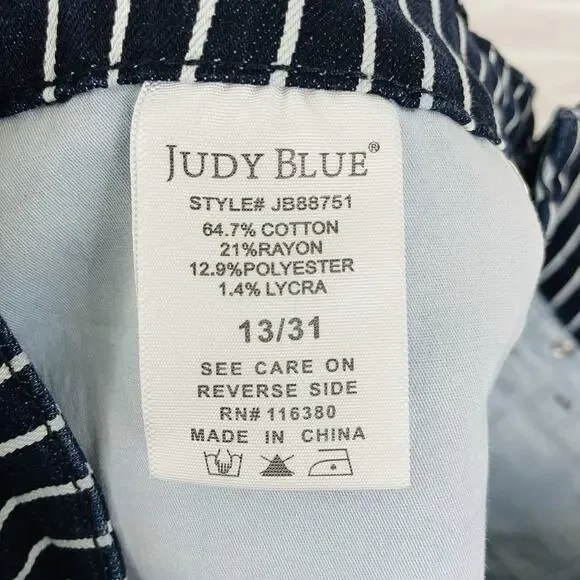 JUDY BLUE®
STYLE# JB88751
64.7% COTTON
21%RAYON
12.9%POLYESTER
1.4% LYCRA
13/31
SEE CARE ON
REVERSE SIDE
RN# 116380
MADE IN CHINA